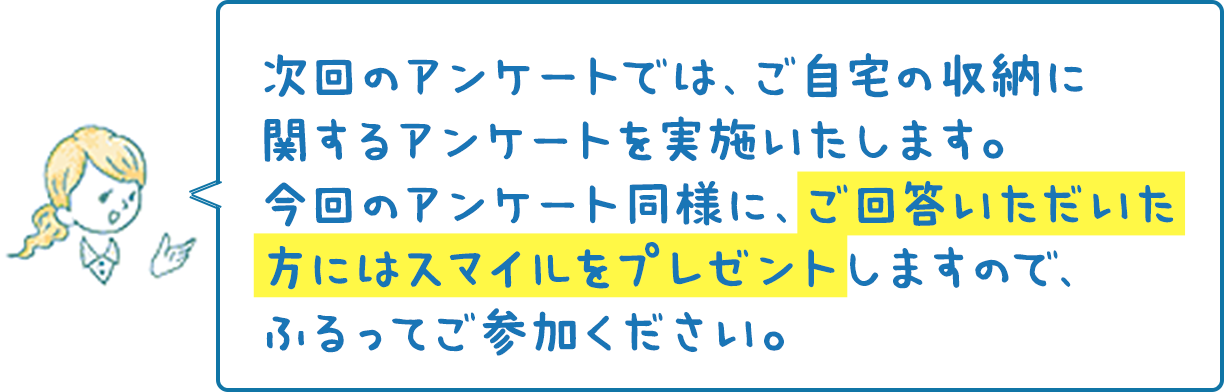 次回のアンケートでは、ご自宅の収納に
関するアンケートを実施いたします。
今回のアンケート同様に、ご回答いただいた
方にはスマイルをプレゼントしますので、
ふるってご参加ください。